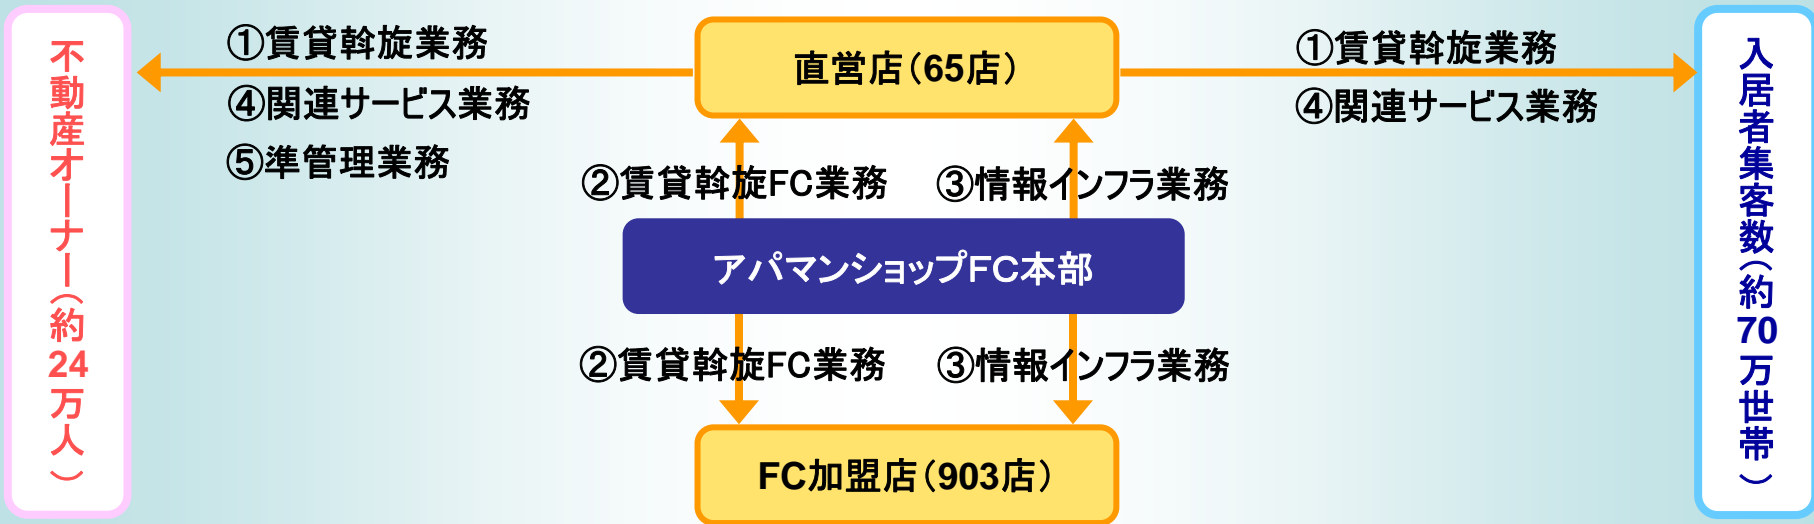 不動産オーナー（約24万人）
①賃貸斡旋業務
④関連サービス業務
⑤準管理業務
直営店（65店）
①賃貸斡旋業務
④関連サービス業務
②賃貸斡旋FC業務
③情報インフラ業務
アパマンショップFC本部
②賃貸斡旋FC業務
③情報インフラ業務
FC加盟店（903店）
入居者集客数（約70万世帯）